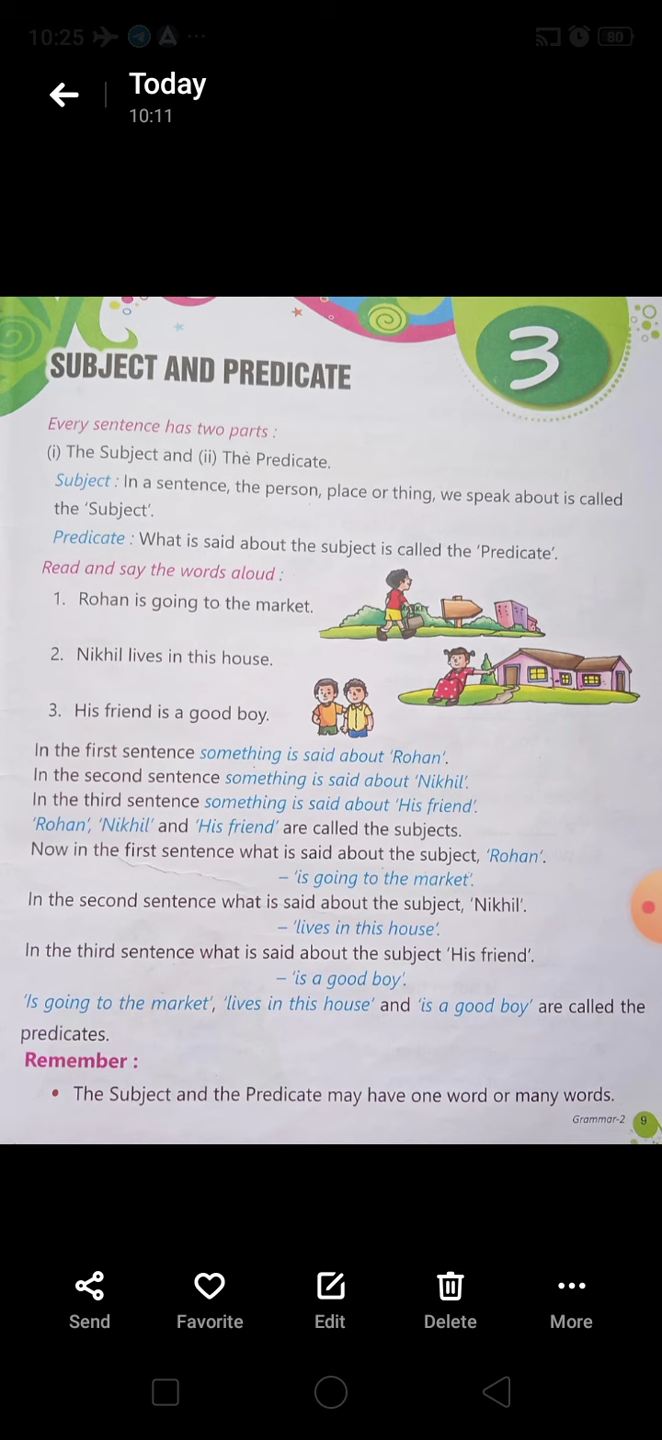 10:25
80
Today
10:11
3
SUBJECT AND PREDICATE
Every sentence has two parts :
(i) The Subject and (ii) The Predicate.
Subject : In a sentence, the person, place or thing, we speak about is called
the ‘Subject’.
Predicate : What is said about the subject is called the ‘Predicate’.
Read and say the words aloud :
1. Rohan is going to the market.
2. Nikhil lives in this house.
3. His friend is a good boy.
In the first sentence something is said about ‘Rohan’.
In the second sentence something is said about ‘Nikhil’.
In the third sentence something is said about ‘His friend’.
‘Rohan’, ‘Nikhil’ and ‘His friend’ are called the subjects.
Now in the first sentence what is said about the subject, ‘Rohan’.
– ‘is going to the market’.
In the second sentence what is said about the subject, ‘Nikhil’.
– ‘lives in this house’.
In the third sentence what is said about the subject ‘His friend’.
– ‘is a good boy’.
‘Is going to the market’, ‘lives in this house’ and ‘is a good boy’ are called the
predicates.
Remember :
• The Subject and the Predicate may have one word or many words.
Grammar-2 9
Send Favorite Edit Delete More